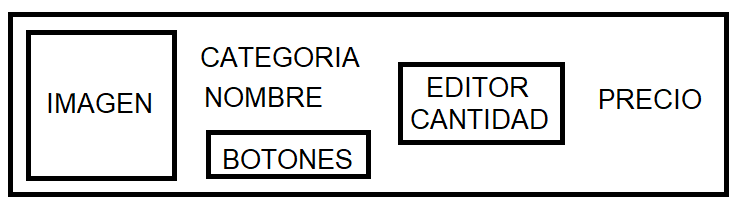 IMAGEN
CATEGORIA
NOMBRE
BOTONES
EDITOR
CANTIDAD
PRECIO